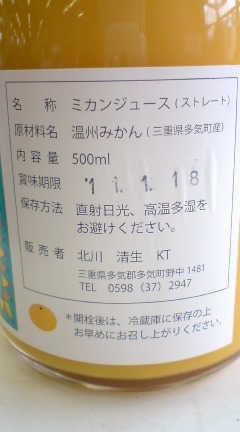 名称 ミカンジュース(ストレート)
原材料名 温州みかん(三重県多気町産)
内容量 500ml
賞味期限 '11.1.18
保存方法 直射日光、高温多湿を
お避けください。
販売者 北川 清生 KT
三重県多気郡多気町野中1481
TEL 0598(37)2947
*開栓後は、冷蔵庫に保存の上
お早めにお召し上がりください。